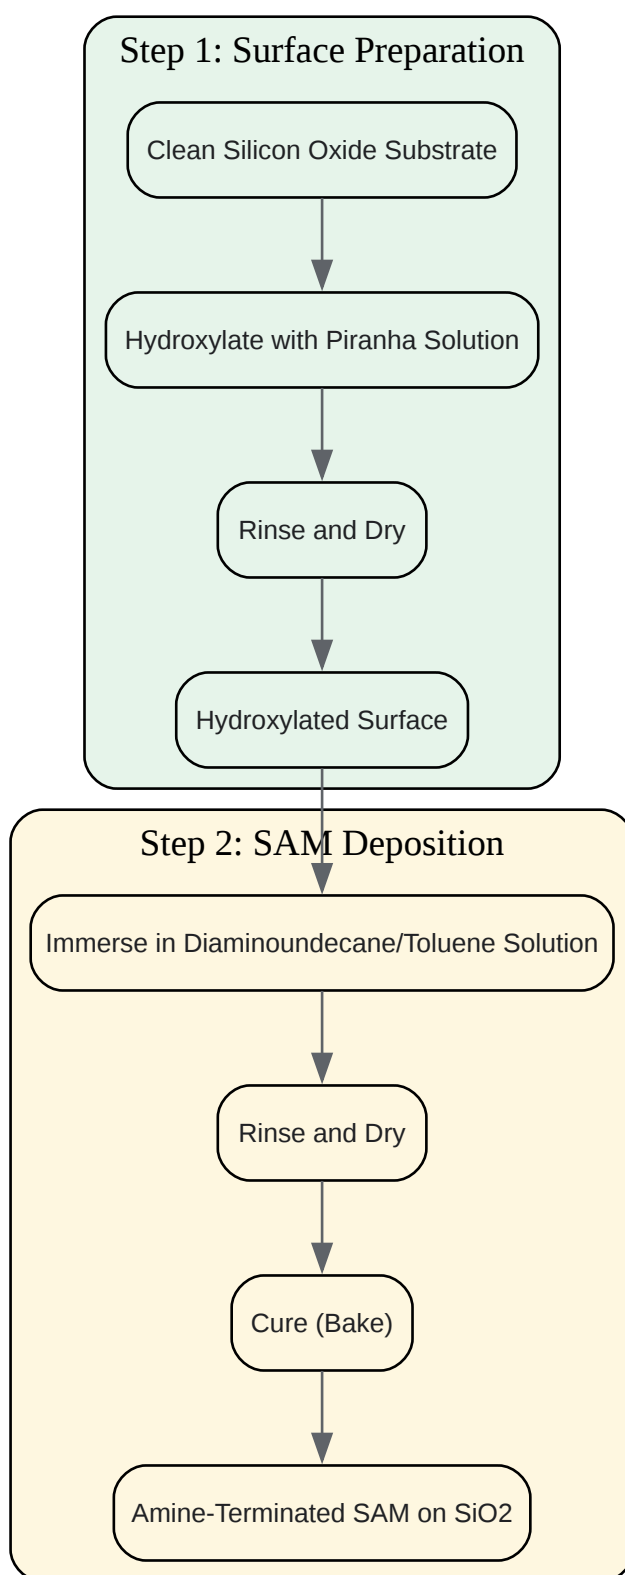 Step 1: Surface Preparation
Clean Silicon Oxide Substrate
Hydroxylate with Piranha Solution
Rinse and Dry
Hydroxylated Surface
Step 2: SAM Deposition
Immerse in Diaminoundecane/Toluene Solution
Rinse and Dry
Cure (Bake)
Amine-Terminated SAM on SiO2